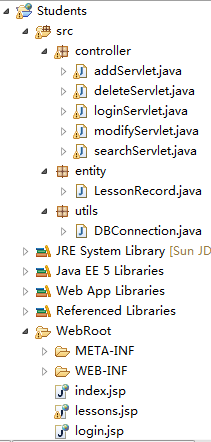 Students
src
controller
addServlet.java
deleteServlet.java
loginServlet.java
modifyServlet.java
searchServlet.java
entity
LessonRecord.java
utils
DBConnection.java
JRE System Library [Sun JD
Java EE 5 Libraries
Web App Libraries
Referenced Libraries
WebRoot
META-INF
WEB-INF
index.jsp
lessons.jsp
login.jsp